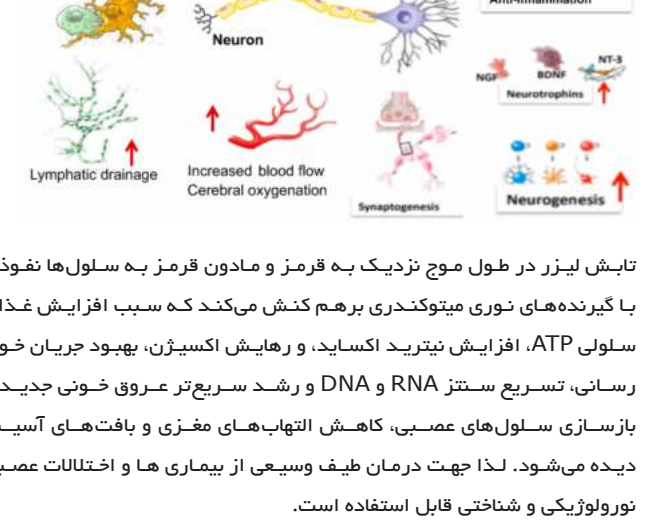 Anti-Inflammation
Neuron
NGF BDNF NT-3
Neurotrophins
Lymphatic drainage
Increased blood flow
Cerebral oxygenation
Synaptogenesis
Neurogenesis
تابش لیزر در طول موج نزدیک به قرمز و مادون قرمز به سلول‌ها نفوذ
با گیرنده‌های نوری میتوکندری برهم کنش می‌کند که سبب افزایش غذا
سلولی ATP، افزایش نیترید اکساید، و رهایش اکسیژن، بهبود جریان خو
رسانی، تسریع سنتز RNA و DNA و رشد سریع‌تر عروق خونی جدید
بازسازی سلول‌های عصبی، کاهش التهاب‌های مغزی و بافت‌های آسیب
دیده می‌شود. لذا جهت درمان طیف وسیعی از بیماری ها و اختلالات عصب
نورولوژیکی و شناختی قابل استفاده است.